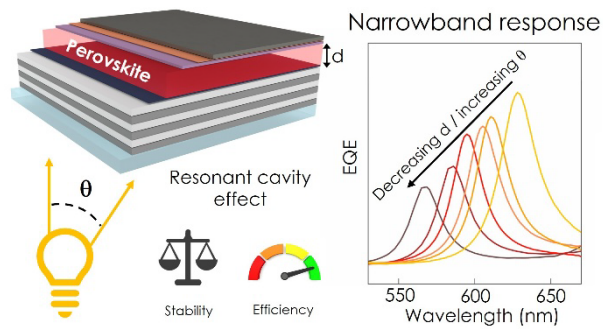 Perovskite
d
Narrowband response
Decreasing d / increasing θ
EQE
550
600
650
Wavelength (nm)
θ
Resonant cavity
effect
Stability
Efficiency